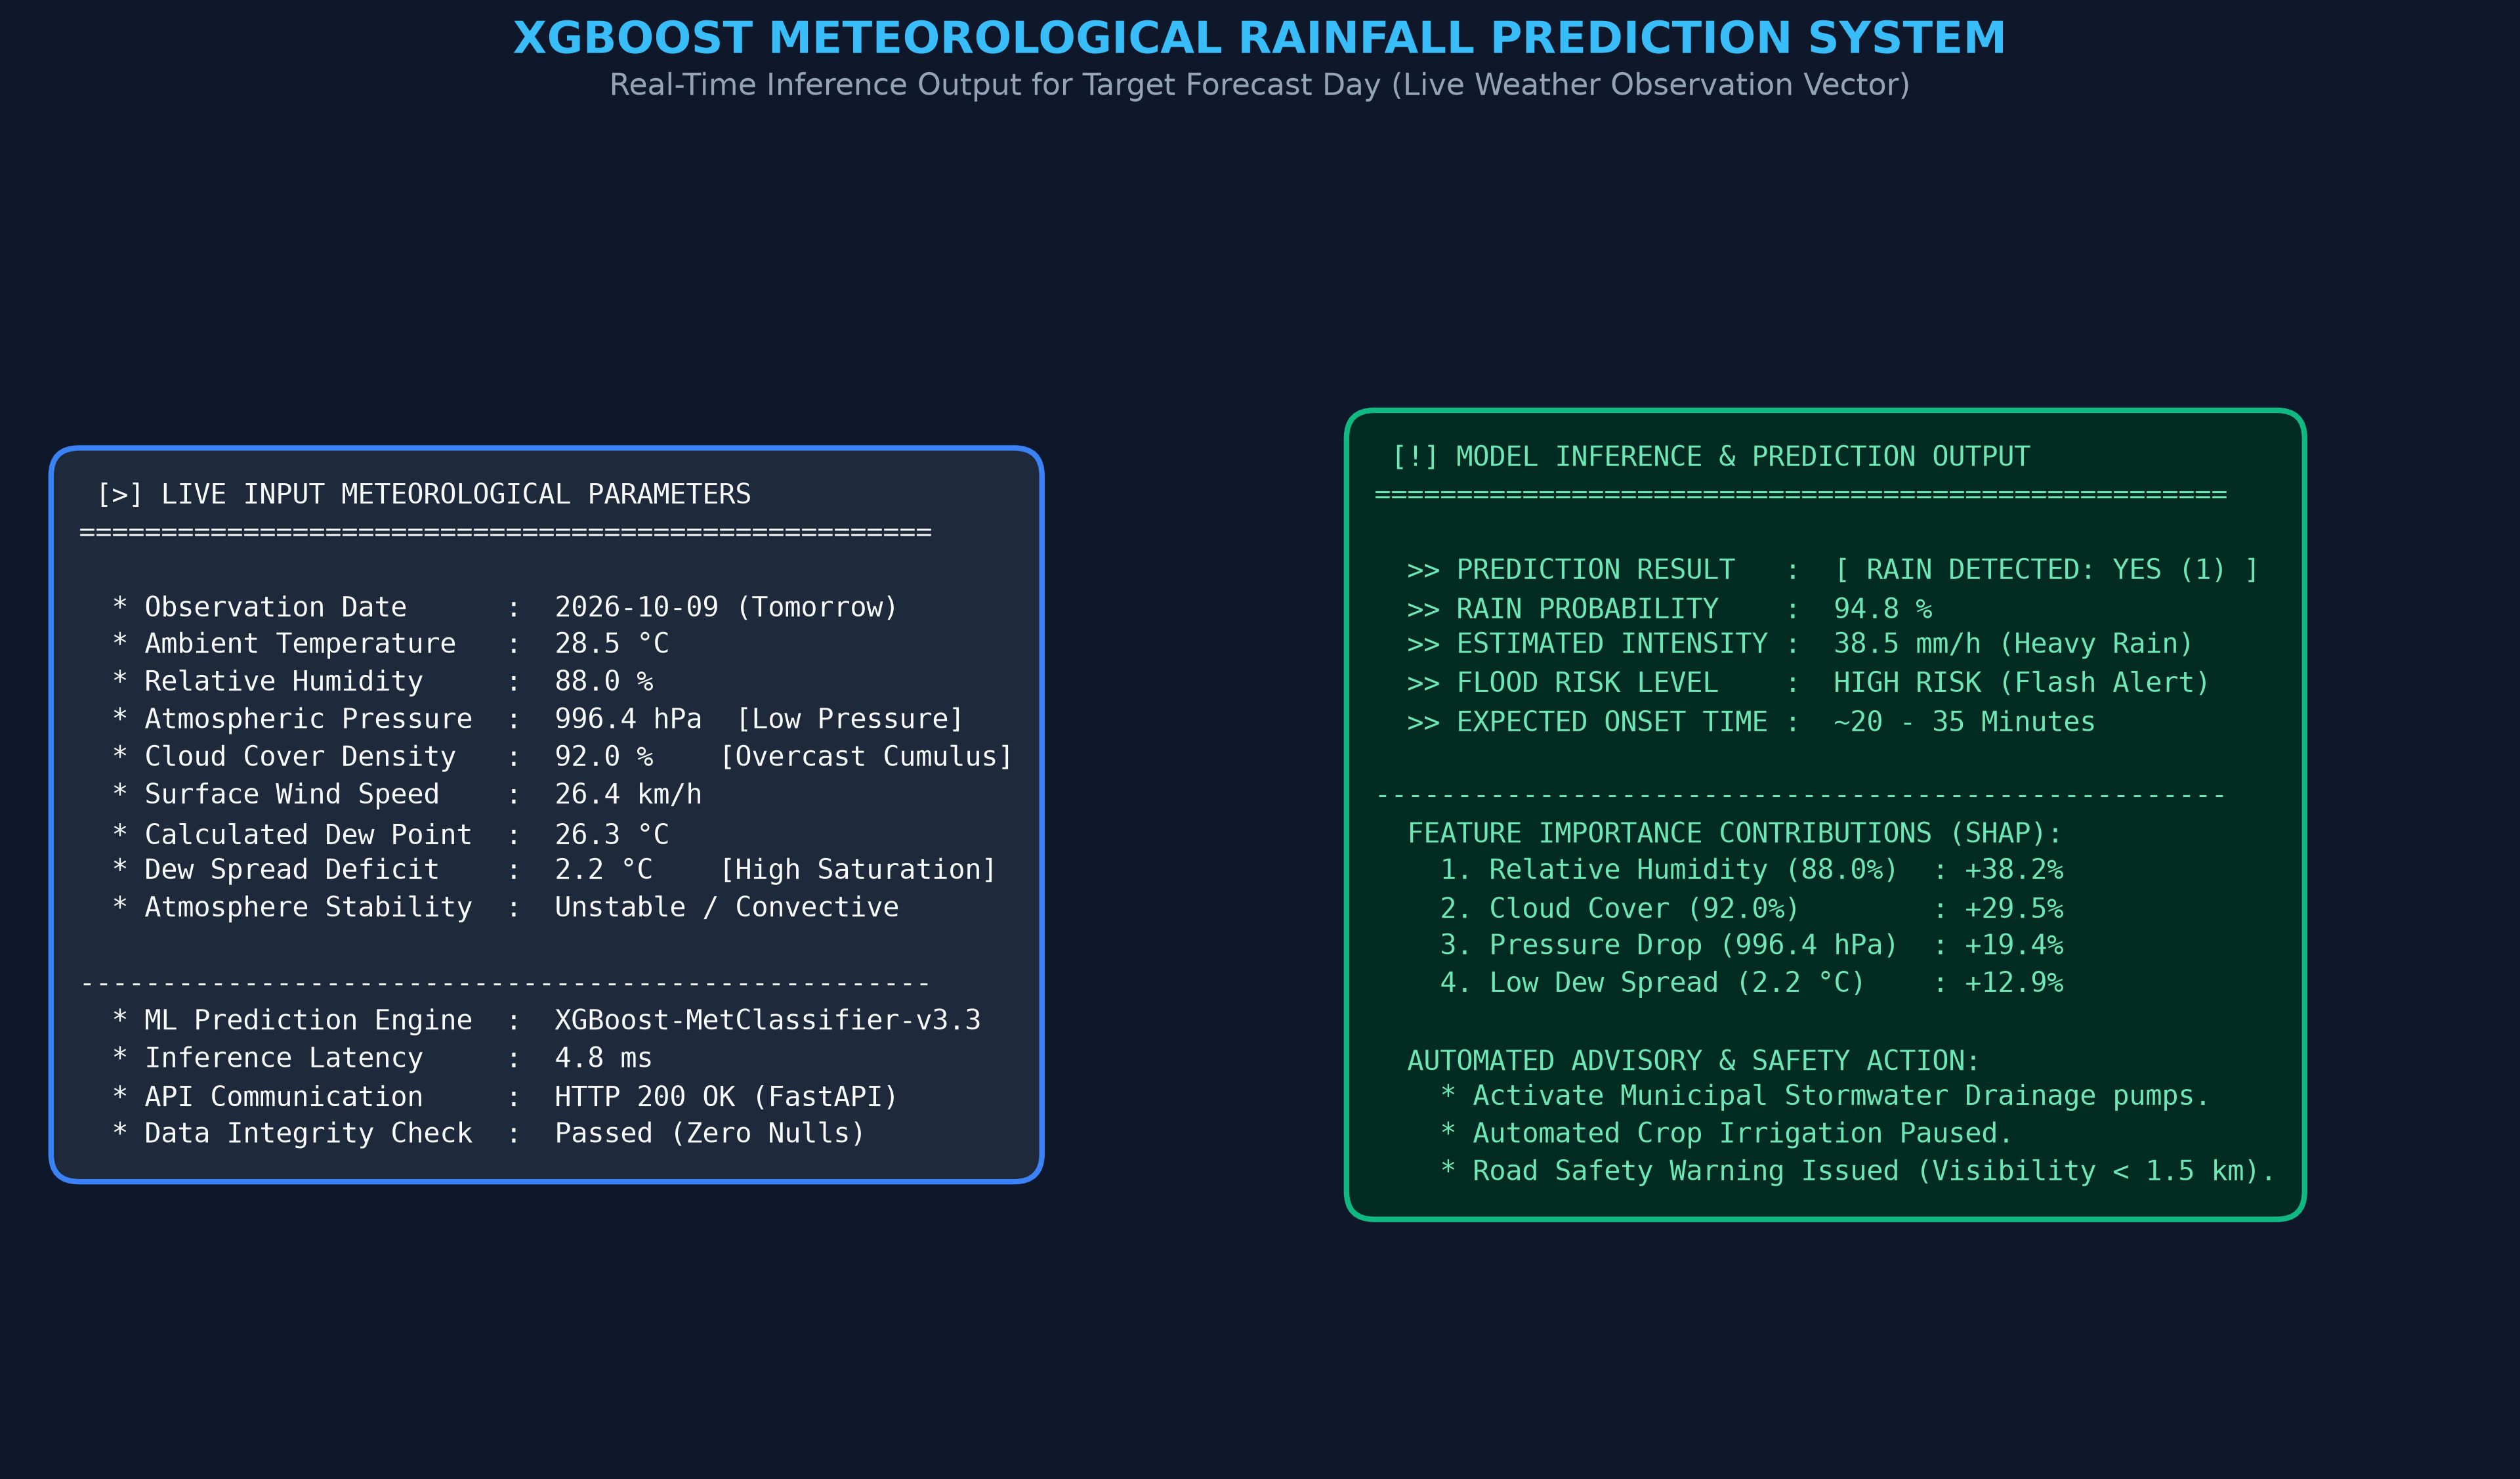 XGBOOST METEOROLOGICAL RAINFALL PREDICTION SYSTEM
Real-Time Inference Output for Target Forecast Day (Live Weather Observation Vector)
[>] LIVE INPUT METEOROLOGICAL PARAMETERS
====================================================
* Observation Date      :  2026-10-09 (Tomorrow)
* Ambient Temperature   :  28.5 °C
* Relative Humidity     :  88.0 %
* Atmospheric Pressure  :  996.4 hPa  [Low Pressure]
* Cloud Cover Density   :  92.0 %    [Overcast Cumulus]
* Surface Wind Speed    :  26.4 km/h
* Calculated Dew Point  :  26.3 °C
* Dew Spread Deficit    :  2.2 °C    [High Saturation]
* Atmosphere Stability  :  Unstable / Convective
----------------------------------------------------
* ML Prediction Engine  :  XGBoost-MetClassifier-v3.3
* Inference Latency     :  4.8 ms
* API Communication     :  HTTP 200 OK (FastAPI)
* Data Integrity Check  :  Passed (Zero Nulls)
[!] MODEL INFERENCE & PREDICTION OUTPUT
====================================================
>> PREDICTION RESULT   :  [ RAIN DETECTED: YES (1) ]
>> RAIN PROBABILITY    :  94.8 %
>> ESTIMATED INTENSITY :  38.5 mm/h (Heavy Rain)
>> FLOOD RISK LEVEL    :  HIGH RISK (Flash Alert)
>> EXPECTED ONSET TIME :  ~20 - 35 Minutes
----------------------------------------------------
FEATURE IMPORTANCE CONTRIBUTIONS (SHAP):
1. Relative Humidity (88.0%)  : +38.2%
2. Cloud Cover (92.0%)        : +29.5%
3. Pressure Drop (996.4 hPa)  : +19.4%
4. Low Dew Spread (2.2 °C)    : +12.9%
AUTOMATED ADVISORY & SAFETY ACTION:
* Activate Municipal Stormwater Drainage pumps.
* Automated Crop Irrigation Paused.
* Road Safety Warning Issued (Visibility < 1.5 km).